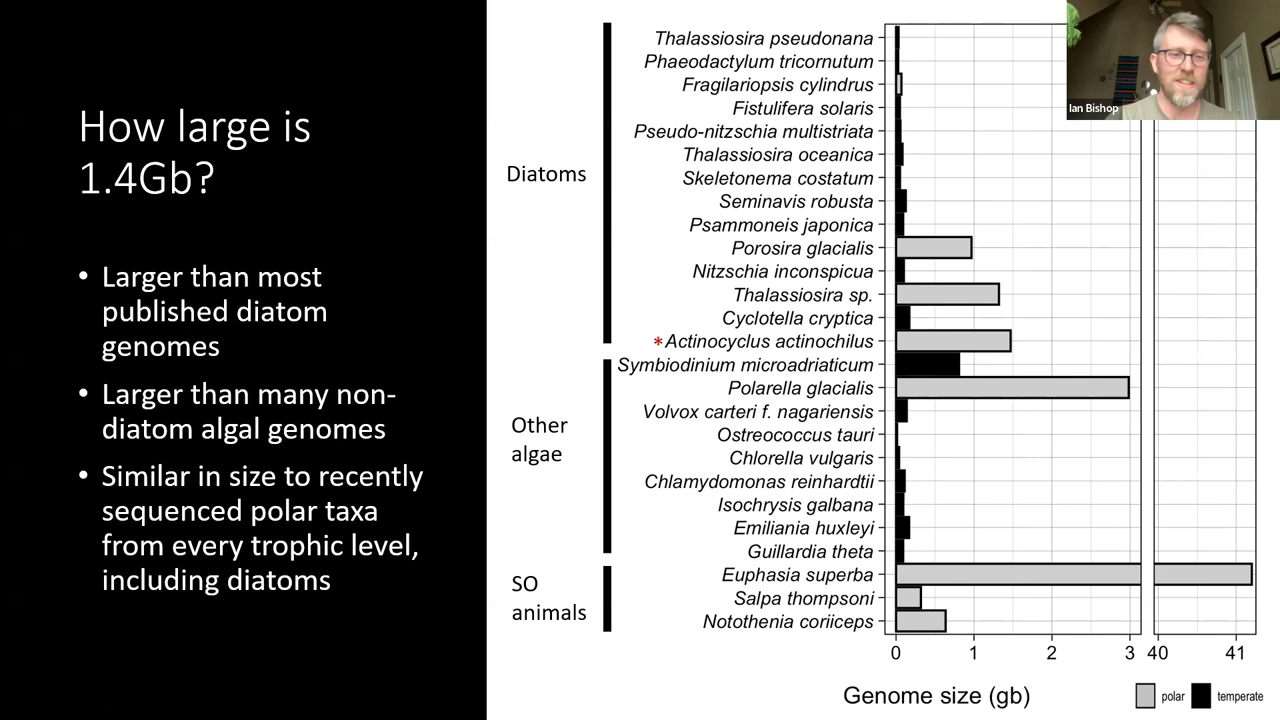 How large is
1.4Gb?
• Larger than most
published diatom
genomes
• Larger than many non-
diatom algal genomes
• Similar in size to recently
sequenced polar taxa
from every trophic level,
including diatoms
Diatoms
Other
algae
SO
animals
Thalassiosira pseudonana
Phaeodactylum tricornutum
Fragilariopsis cylindrus
Fistulifera solaris
Pseudo-nitzschia multistriata
Thalassiosira oceanica
Skeletonema costatum
Seminavis robusta
Psammoneis japonica
Porosira glacialis
Nitzschia inconspicua
Thalassiosira sp.
Cyclotella cryptica
*Actinocyclus actinochilus
Symbiodinium microadriaticum
Polarella glacialis
Volvox carteri f. nagariensis
Ostreococcus tauri
Chlorella vulgaris
Chlamydomonas reinhardtii
Isochrysis galbana
Emiliania huxleyi
Guillardia theta
Euphasia superba
Salpa thompsoni
Notothenia coriiceps
0 1 2 3 40 41
Genome size (gb)
polar temperate
Ian Bishop